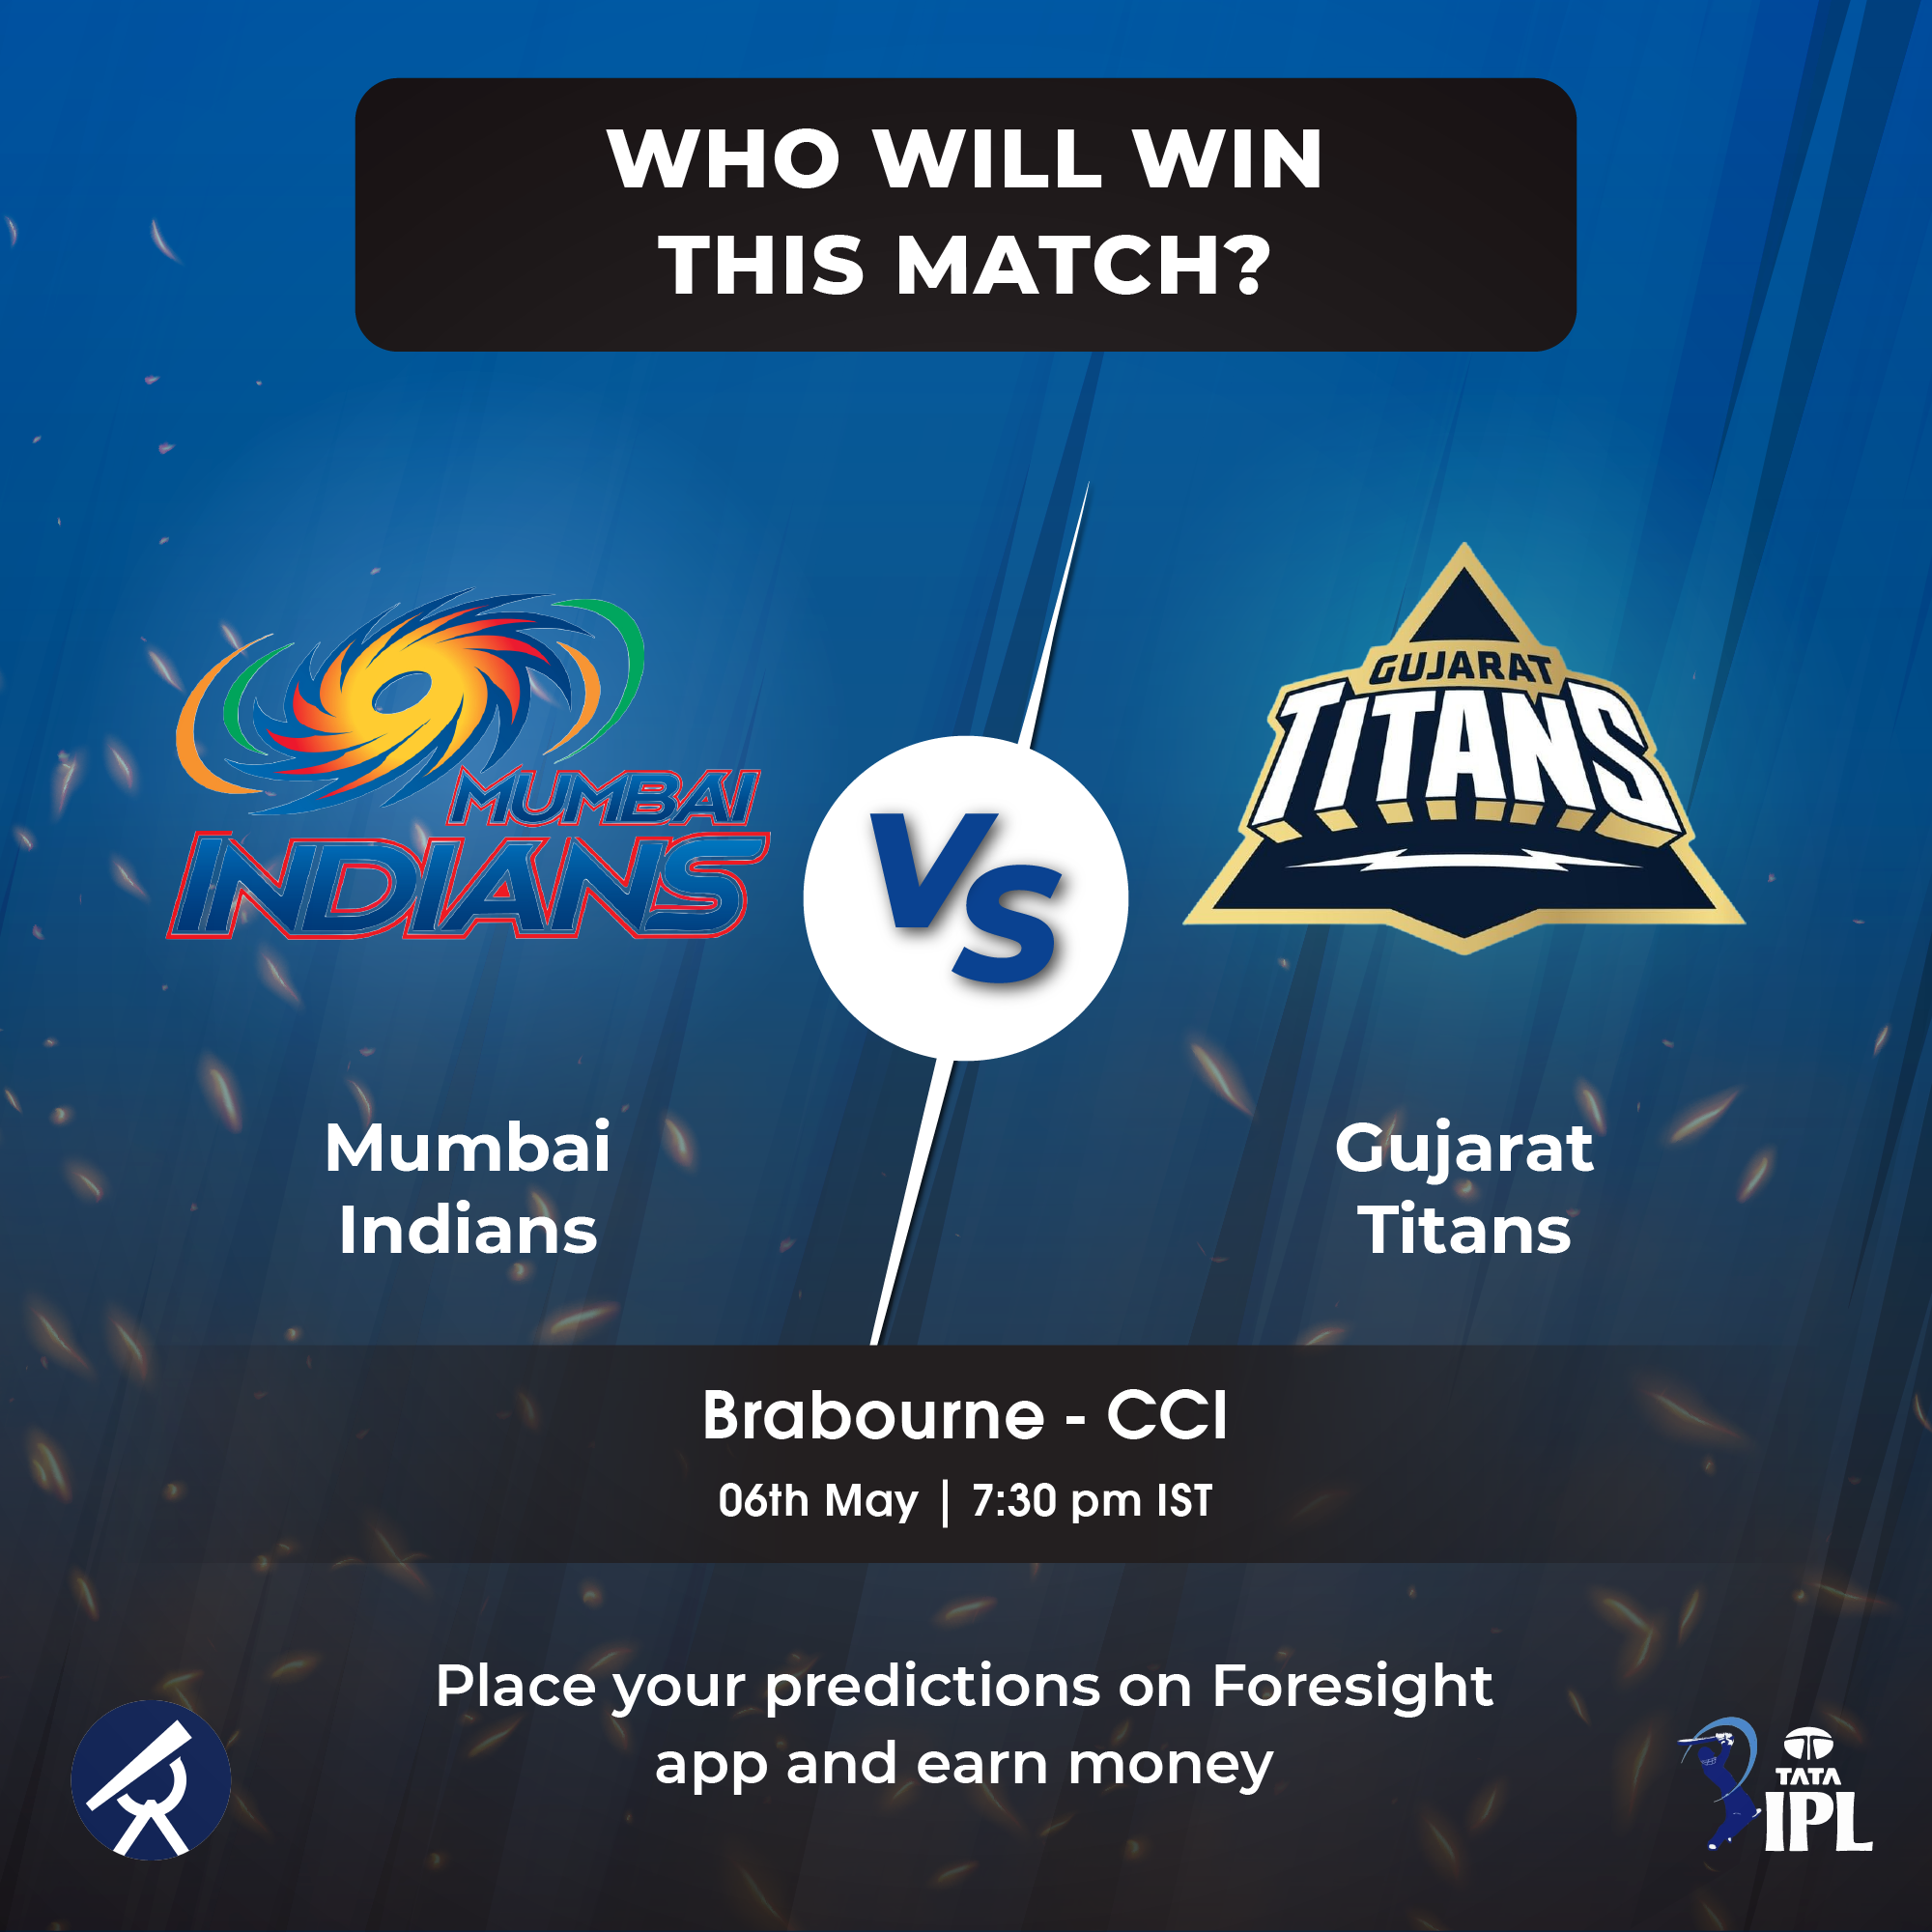 WHO WILL WIN
THIS MATCH?
MUMBAI
INDIANS
VS
GUJARAT
TITANS
Mumbai
Indians
Gujarat
Titans
Brabourne - CCI
06th May | 7:30 pm IST
Place your predictions on Foresight
app and earn money
TATA
IPL